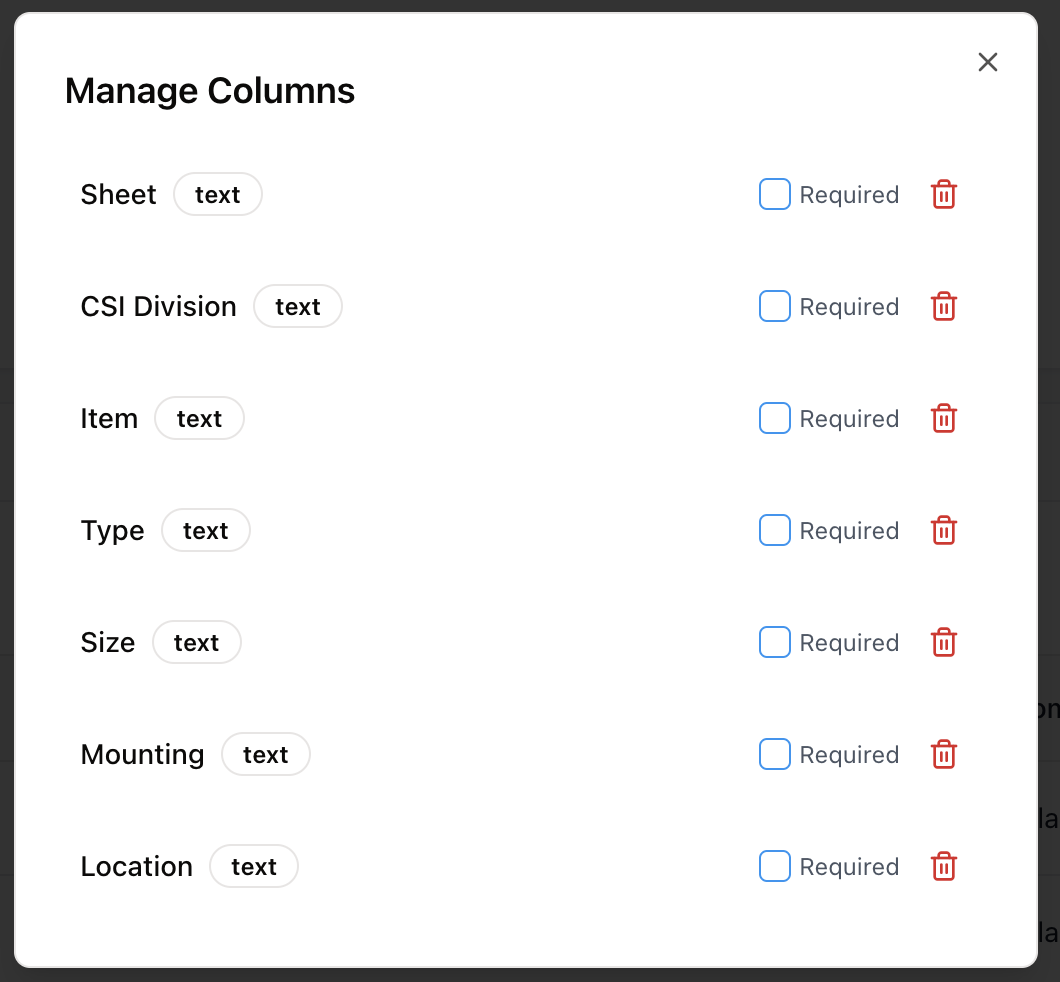 Manage Columns
Sheet text Required
CSI Division text Required
Item text Required
Type text Required
Size text Required
Mounting text Required
Location text Required